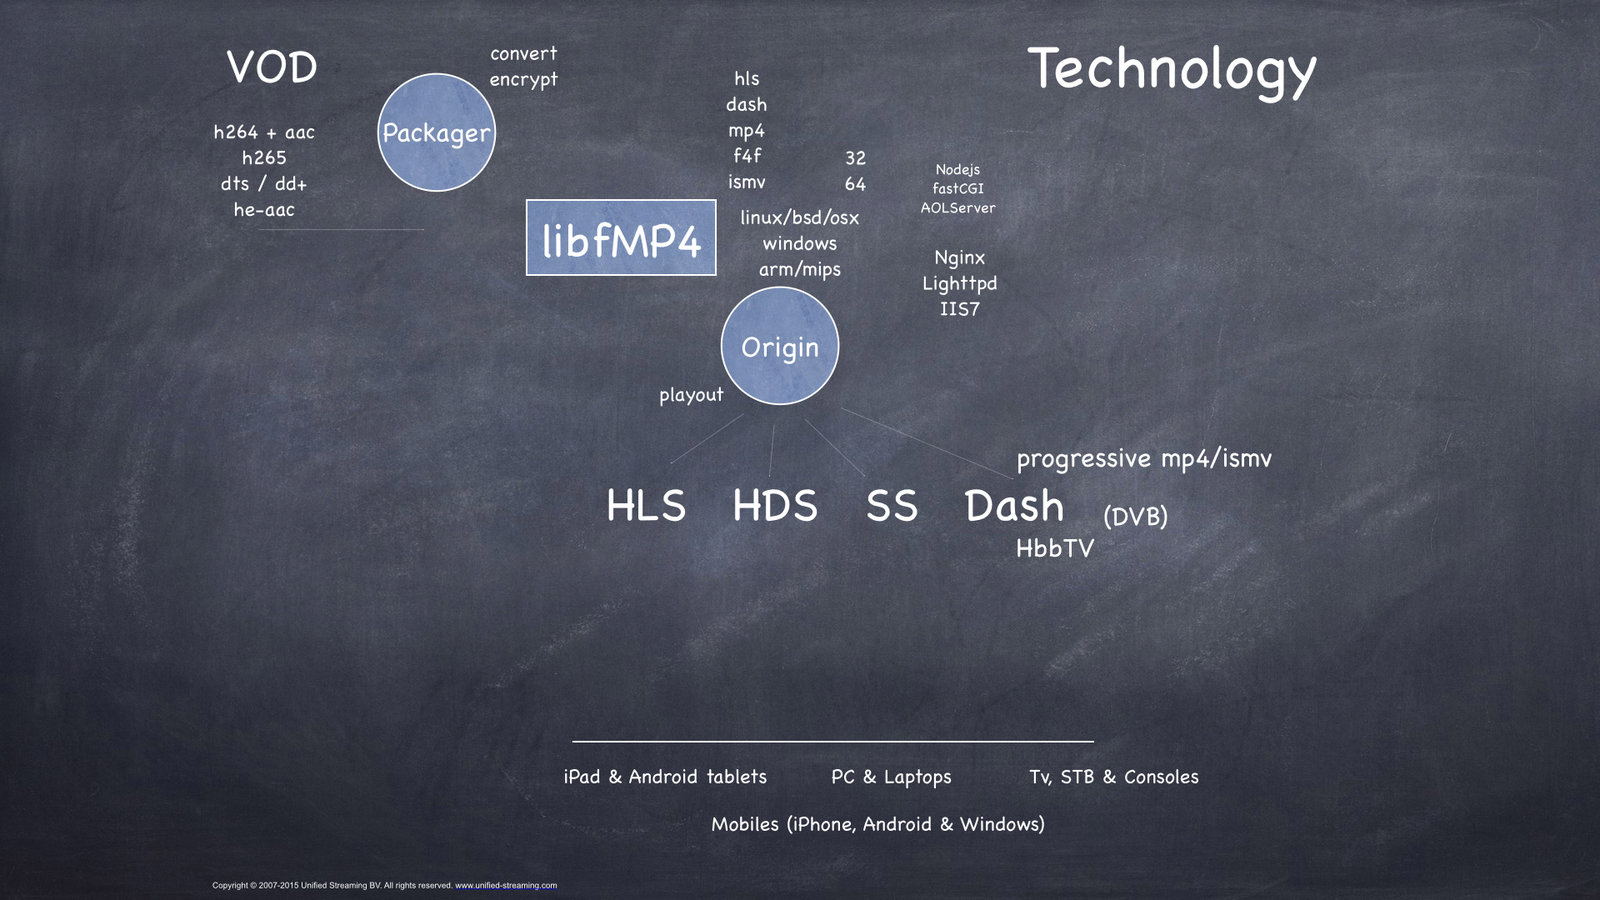 VOD
convert
encrypt
Technology
Packager
h264 + aac
h265
dts / dd+
he-aac
hls
dash
mp4
f4f
ismv
32
64
Nodejs
fastCGI
AOLServer
libfMP4
linux/bsd/osx
windows
arm/mips
Nginx
Lighttpd
IIS7
Origin
playout
progressive mp4/ismv
HLS
HDS
SS
Dash
(DVB)
HbbTV
iPad & Android tablets
PC & Laptops
Tv, STB & Consoles
Mobiles (iPhone, Android & Windows)
Copyright © 2007-2015 Unified Streaming BV. All rights reserved. www.unified-streaming.com